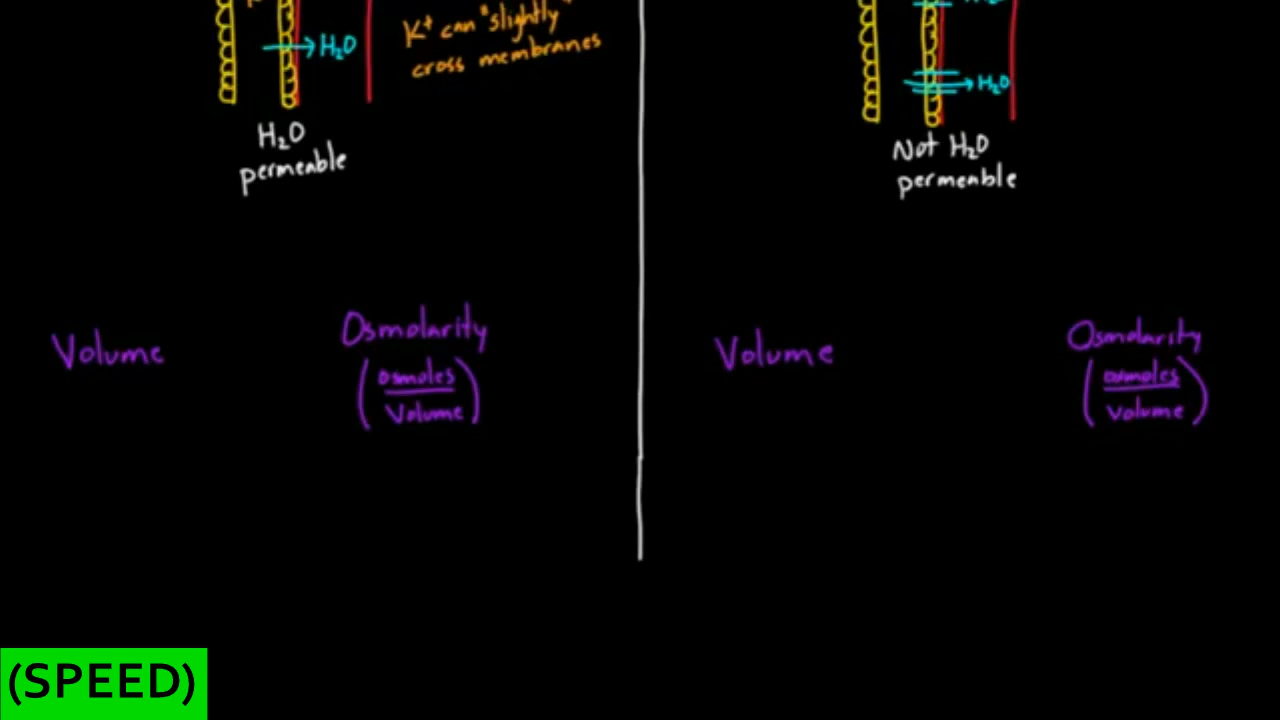 K⁺ can "slightly"
cross membranes
H₂O
H₂O
permeable
Volume
Osmolarity
(osmoles
Volume)
H₂O
Not H₂O
permeable
Volume
Osmolarity
(osmoles
Volume)
(SPEED)